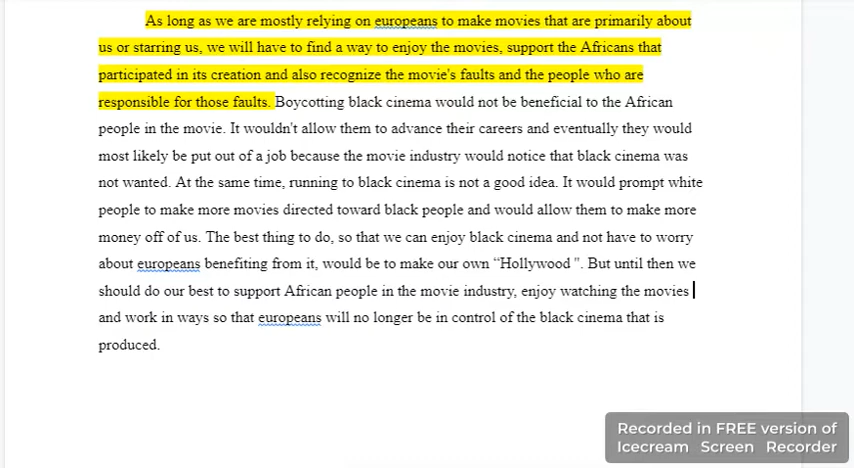 As long as we are mostly relying on europeans to make movies that are primarily about
us or starring us, we will have to find a way to enjoy the movies, support the Africans that
participated in its creation and also recognize the movie's faults and the people who are
responsible for those faults. Boycotting black cinema would not be beneficial to the African
people in the movie. It wouldn't allow them to advance their careers and eventually they would
most likely be put out of a job because the movie industry would notice that black cinema was
not wanted. At the same time, running to black cinema is not a good idea. It would prompt white
people to make more movies directed toward black people and would allow them to make more
money off of us. The best thing to do, so that we can enjoy black cinema and not have to worry
about europeans benefiting from it, would be to make our own “Hollywood ”. But until then we
should do our best to support African people in the movie industry, enjoy watching the movies
and work in ways so that europeans will no longer be in control of the black cinema that is
produced.
Recorded in FREE version of
Icecream Screen Recorder